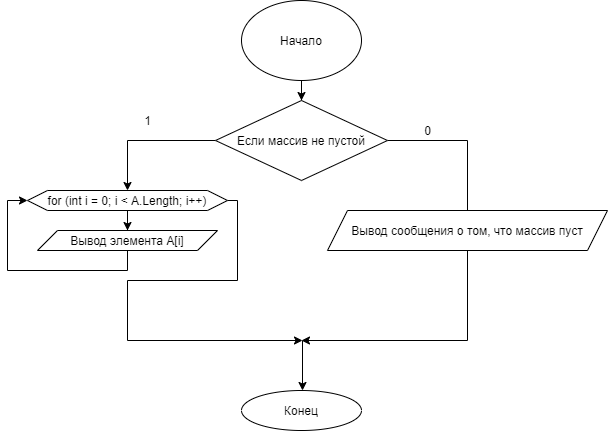 Начало
1
0
Если массив не пустой
for (int i = 0; i < A.Length; i++)
Вывод элемента A[i]
Вывод сообщения о том, что массив пуст
Конец